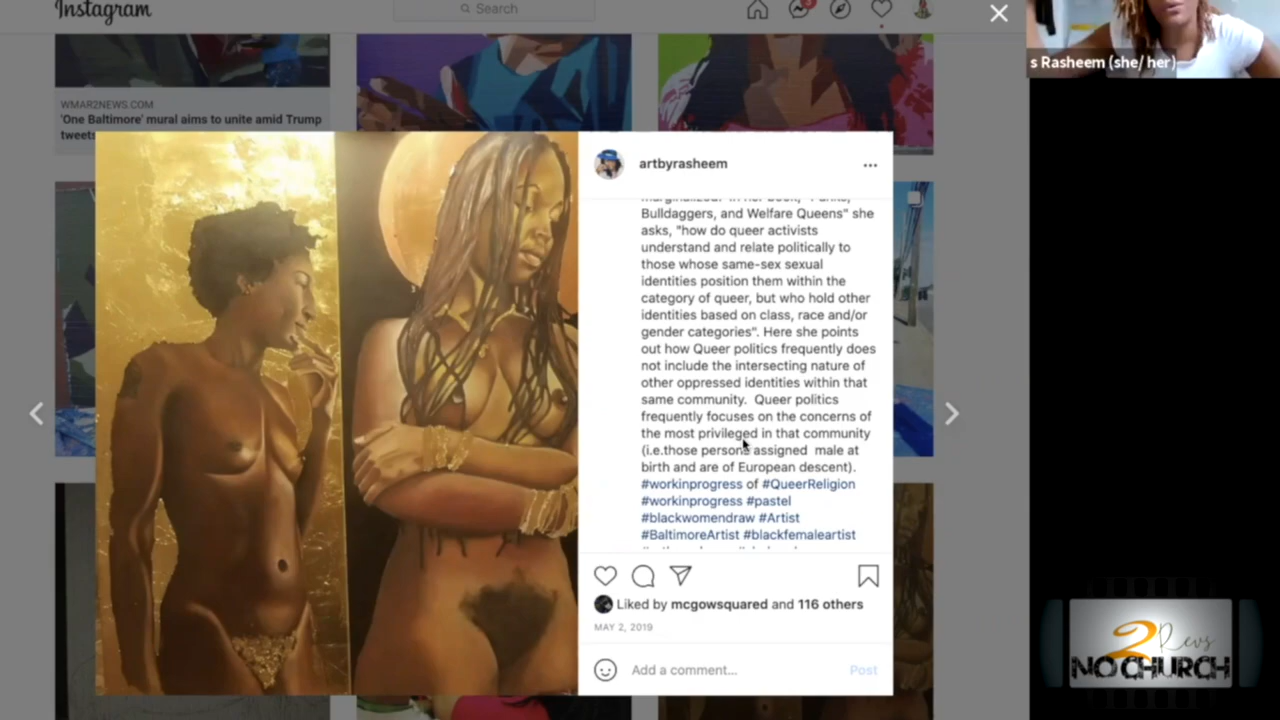 Instagram
Search
s Rasheem (she/ her)
WMAR2NEWS.COM
'One Baltimore' mural aims to unite amid Trump
tweets
artbyrasheem
Bulldaggers, and Welfare Queens" she
asks, "how do queer activists
understand and relate politically to
those whose same-sex sexual
identities position them within the
category of queer, but who hold other
identities based on class, race and/or
gender categories". Here she points
out how Queer politics frequently does
not include the intersecting nature of
other oppressed identities within that
same community.  Queer politics
frequently focuses on the concerns of
the most privileged in that community
(i.e.those persons assigned  male at
birth and are of European descent).
#workinprogress of #QueerReligion
#workinprogress #pastel
#blackwomendraw #Artist
#BaltimoreArtist #blackfemaleartist
Liked by mcgowsquared and 116 others
MAY 2, 2019
Add a comment... Post
2 Revs
NO CHURCH